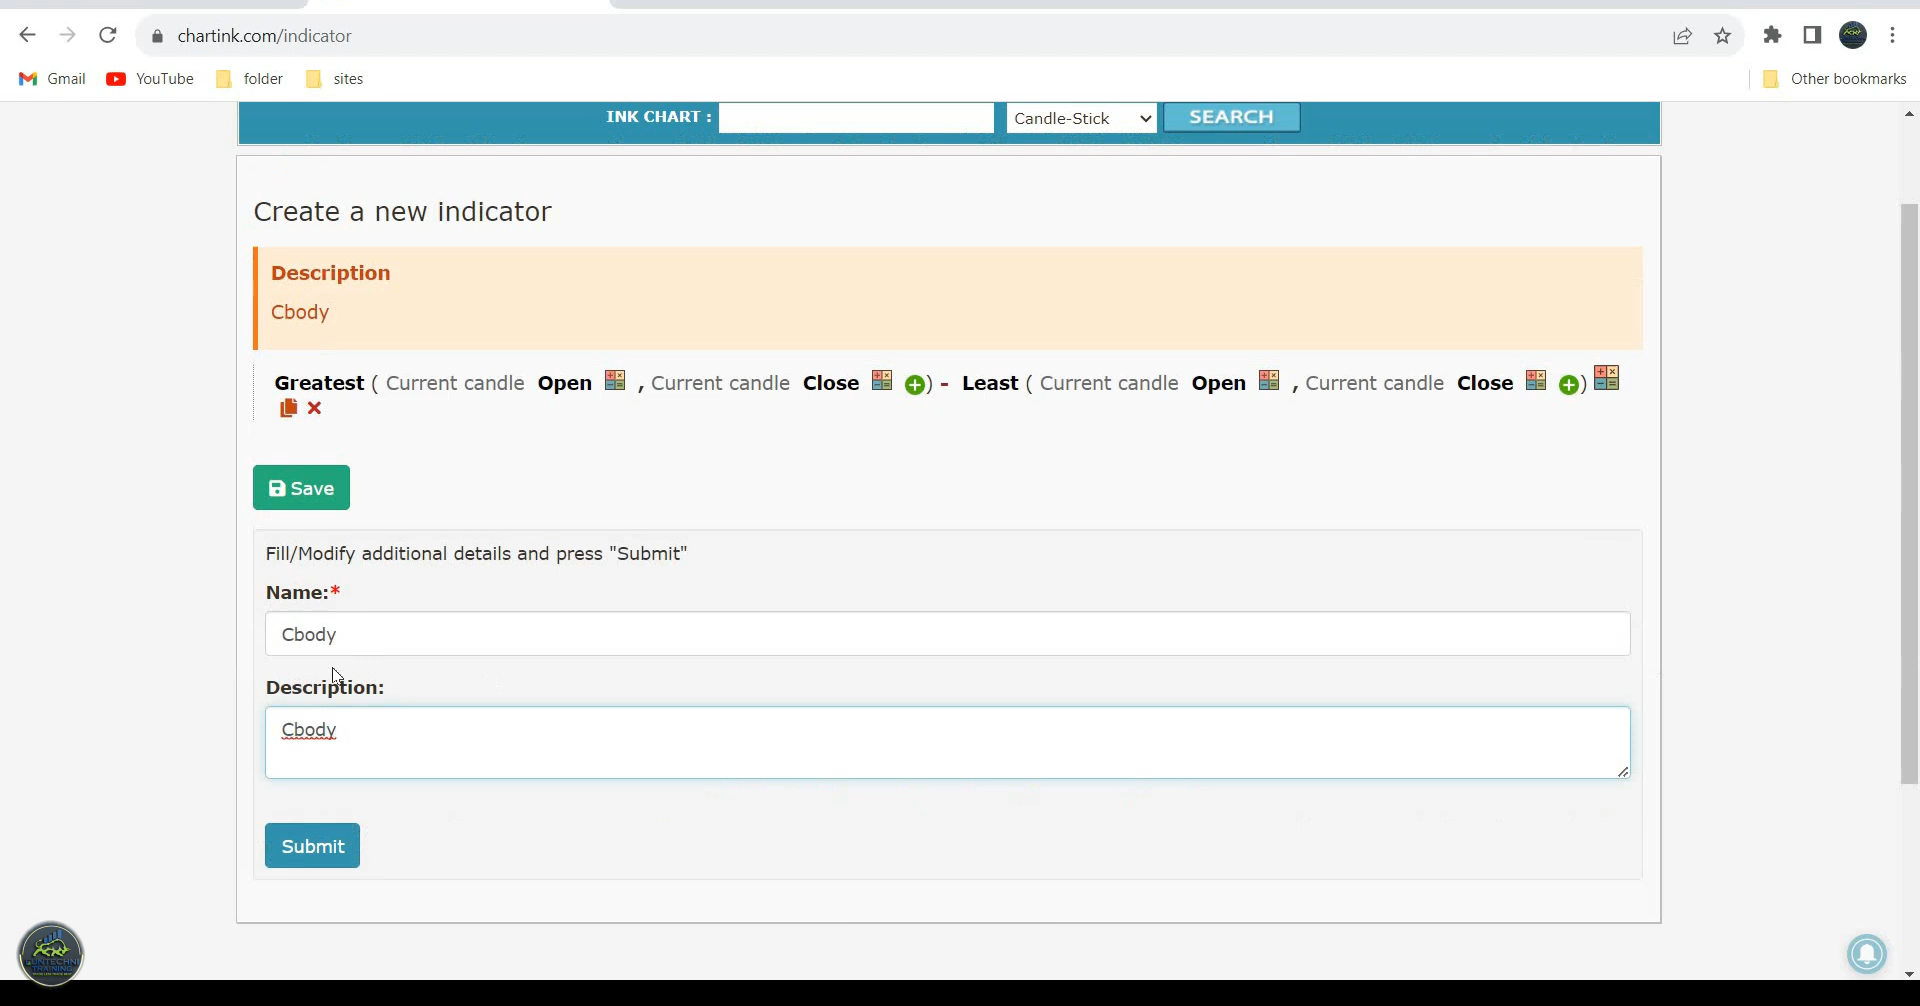 chartink.com/indicator
Gmail YouTube folder sites Other bookmarks
INK CHART : Candle-Stick SEARCH
Create a new indicator
Description
Cbody
Greatest ( Current candle Open , Current candle Close ) - Least ( Current candle Open , Current candle Close )
Save
Fill/Modify additional details and press "Submit"
Name:*
Cbody
Description:
Cbody
Submit
TRAINING